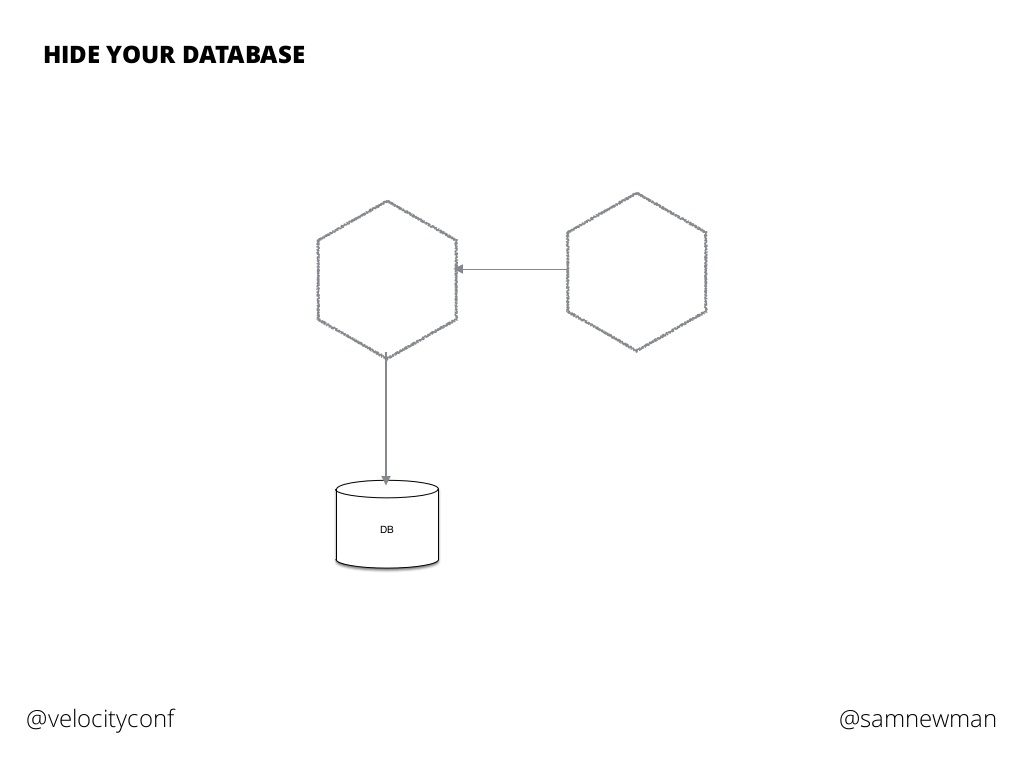 HIDE YOUR DATABASE
DB
@velocityconf
@samnewman